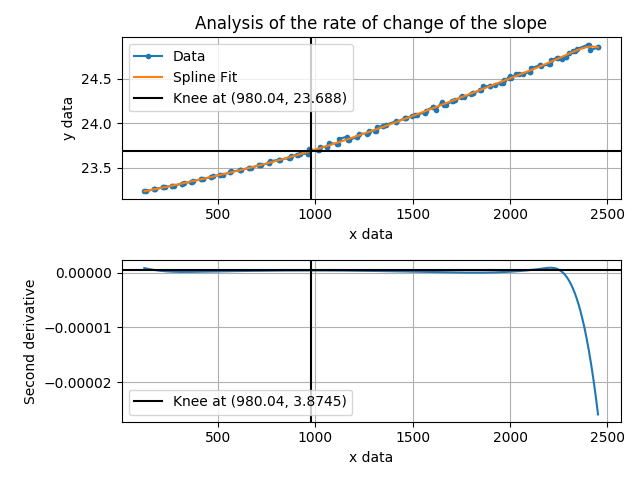 Analysis of the rate of change of the slope
Data
Spline Fit
Knee at (980.04, 23.688)
24.5
24.0
23.5
y data
500
1000
1500
2000
2500
x data
0.00000
−0.00001
−0.00002
Second derivative
Knee at (980.04, 3.8745)
500
1000
1500
2000
2500
x data